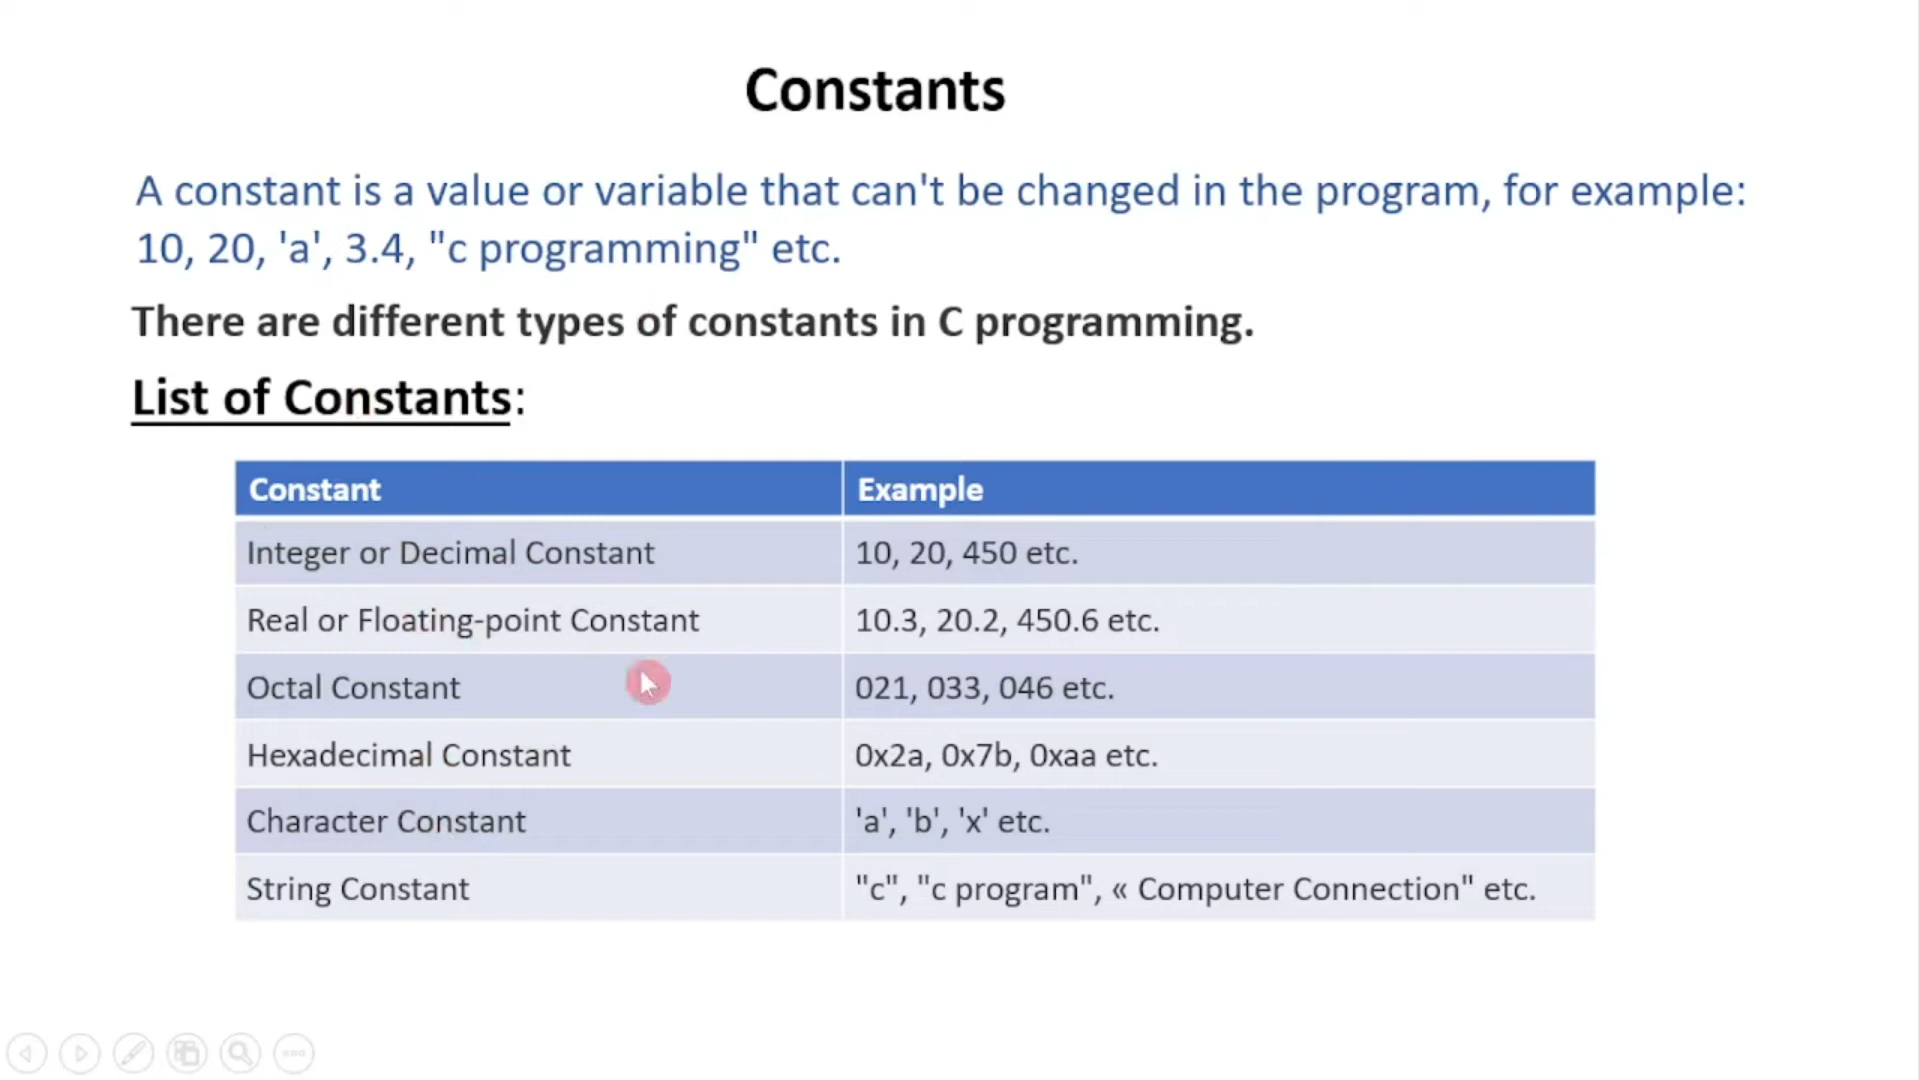 Constants
A constant is a value or variable that can't be changed in the program, for example:
10, 20, 'a', 3.4, "c programming" etc.
There are different types of constants in C programming.
List of Constants:
Constant Example
Integer or Decimal Constant 10, 20, 450 etc.
Real or Floating-point Constant 10.3, 20.2, 450.6 etc.
Octal Constant 021, 033, 046 etc.
Hexadecimal Constant 0x2a, 0x7b, 0xaa etc.
Character Constant 'a', 'b', 'x' etc.
String Constant "c", "c program", « Computer Connection" etc.